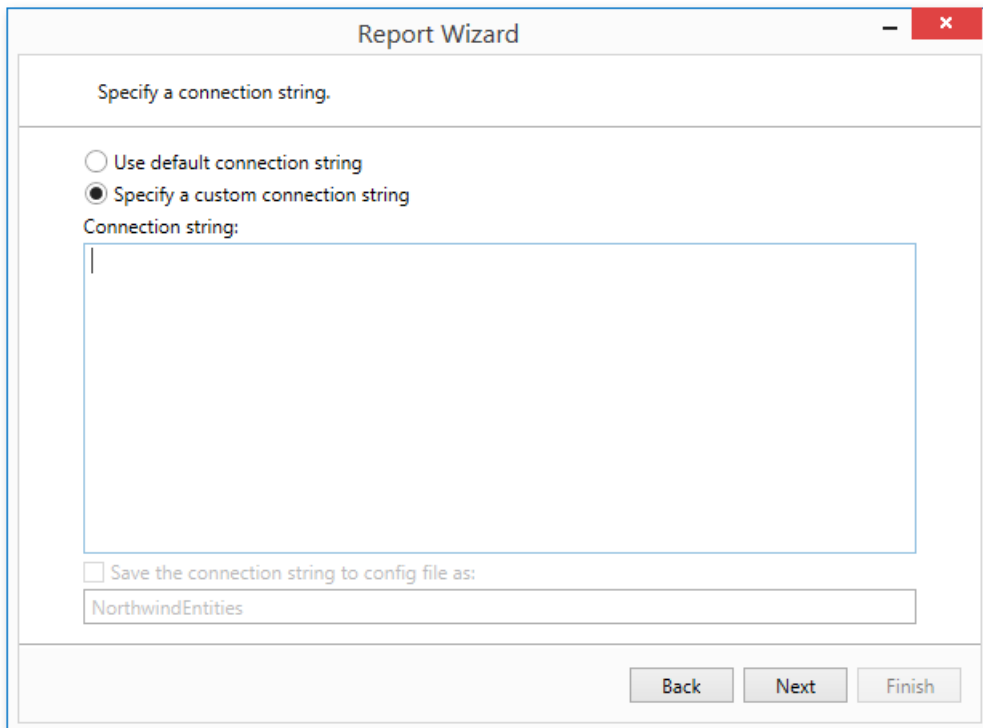 Report Wizard
Specify a connection string.
Use default connection string
Specify a custom connection string
Connection string:
Save the connection string to config file as:
NorthwindEntities
Back Next Finish